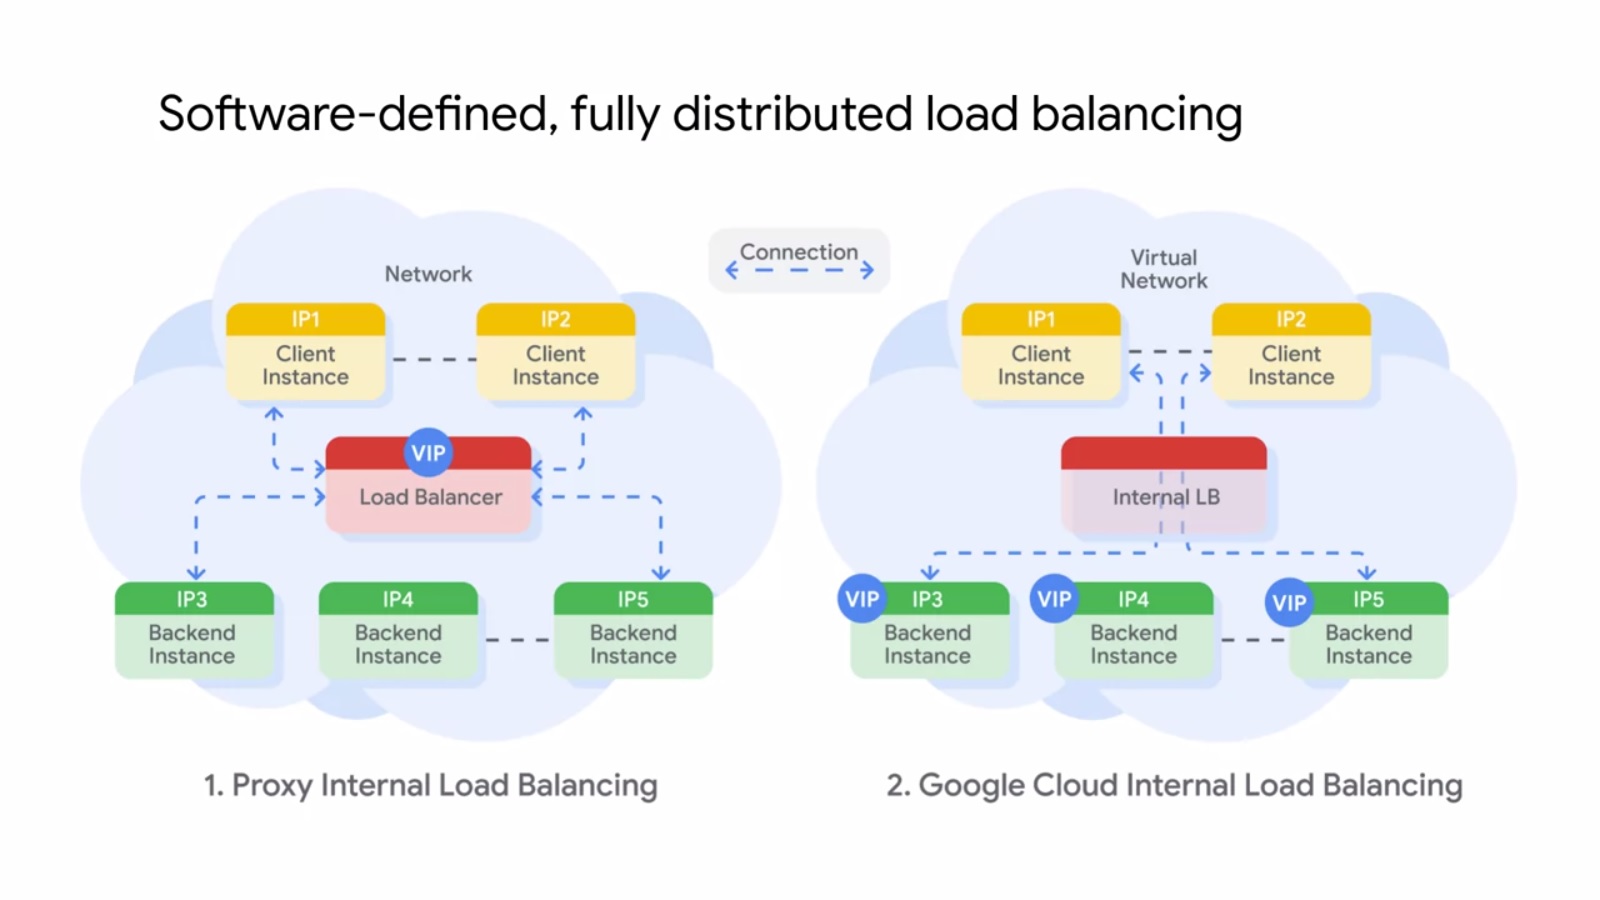 Software-defined, fully distributed load balancing
Connection
Network
IP1
Client
Instance
IP2
Client
Instance
VIP
Load Balancer
IP3
Backend
Instance
IP4
Backend
Instance
IP5
Backend
Instance
1. Proxy Internal Load Balancing
Virtual
Network
IP1
Client
Instance
IP2
Client
Instance
Internal LB
VIP
IP3
Backend
Instance
VIP
IP4
Backend
Instance
VIP
IP5
Backend
Instance
2. Google Cloud Internal Load Balancing